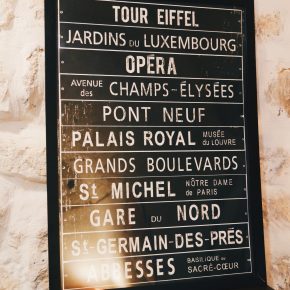 TOUR EIFFEL
JARDINS DU LUXEMBOURG
OPÉRA
AVENUE des CHAMPS-ÉLYSÉES
PONT NEUF
PALAIS ROYAL MUSÉE DU LOUVRE
GRANDS BOULEVARDS
St MICHEL NÔTRE DAME de PARIS
GARE DU NORD
St-GERMAIN-DES-PRÉS
ABBESSES BASILIQUE du SACRÉ-CŒUR